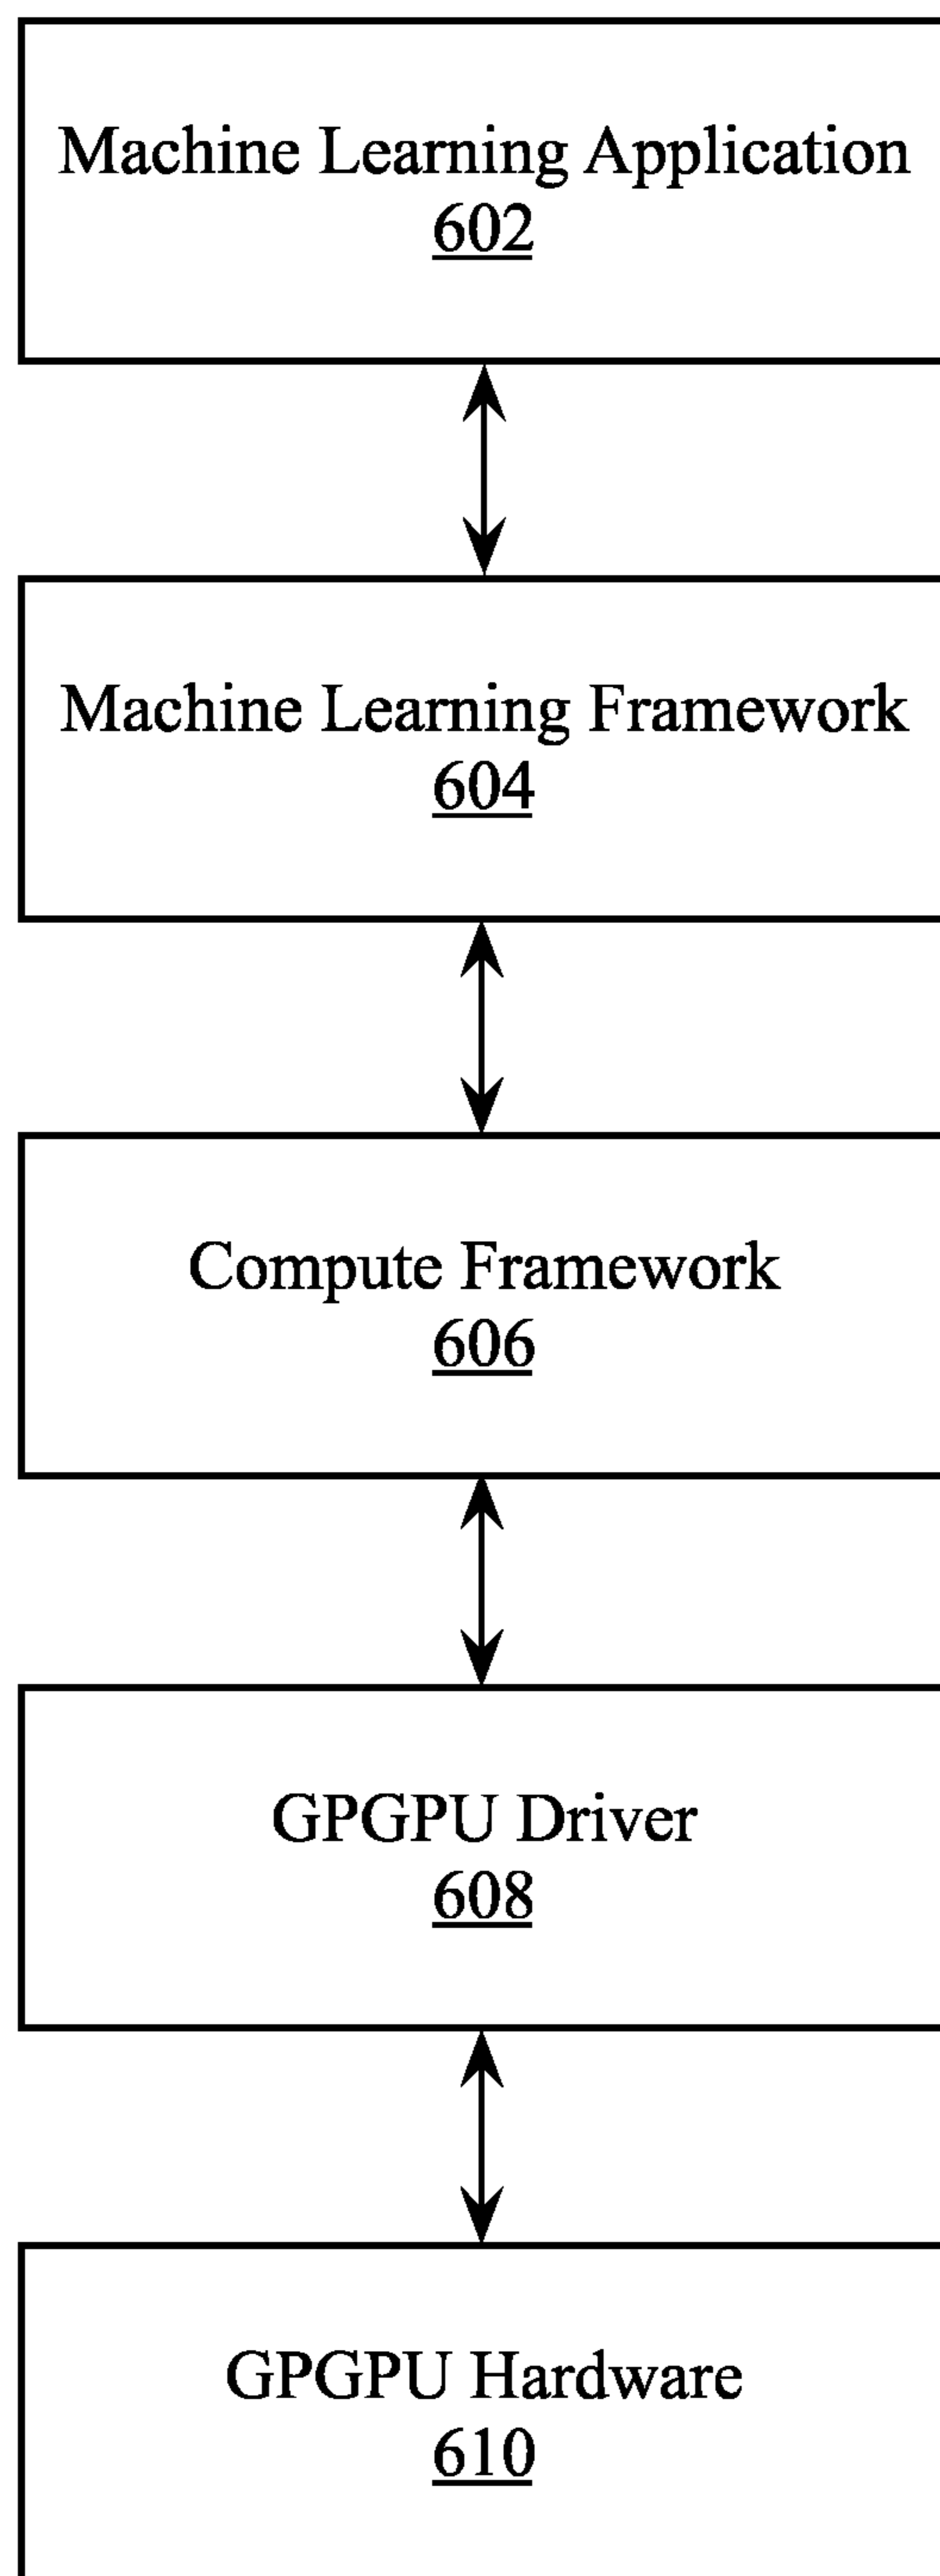 Machine Learning Application
602
Machine Learning Framework
604
Compute Framework
606
GPGPU Driver
608
GPGPU Hardware
610